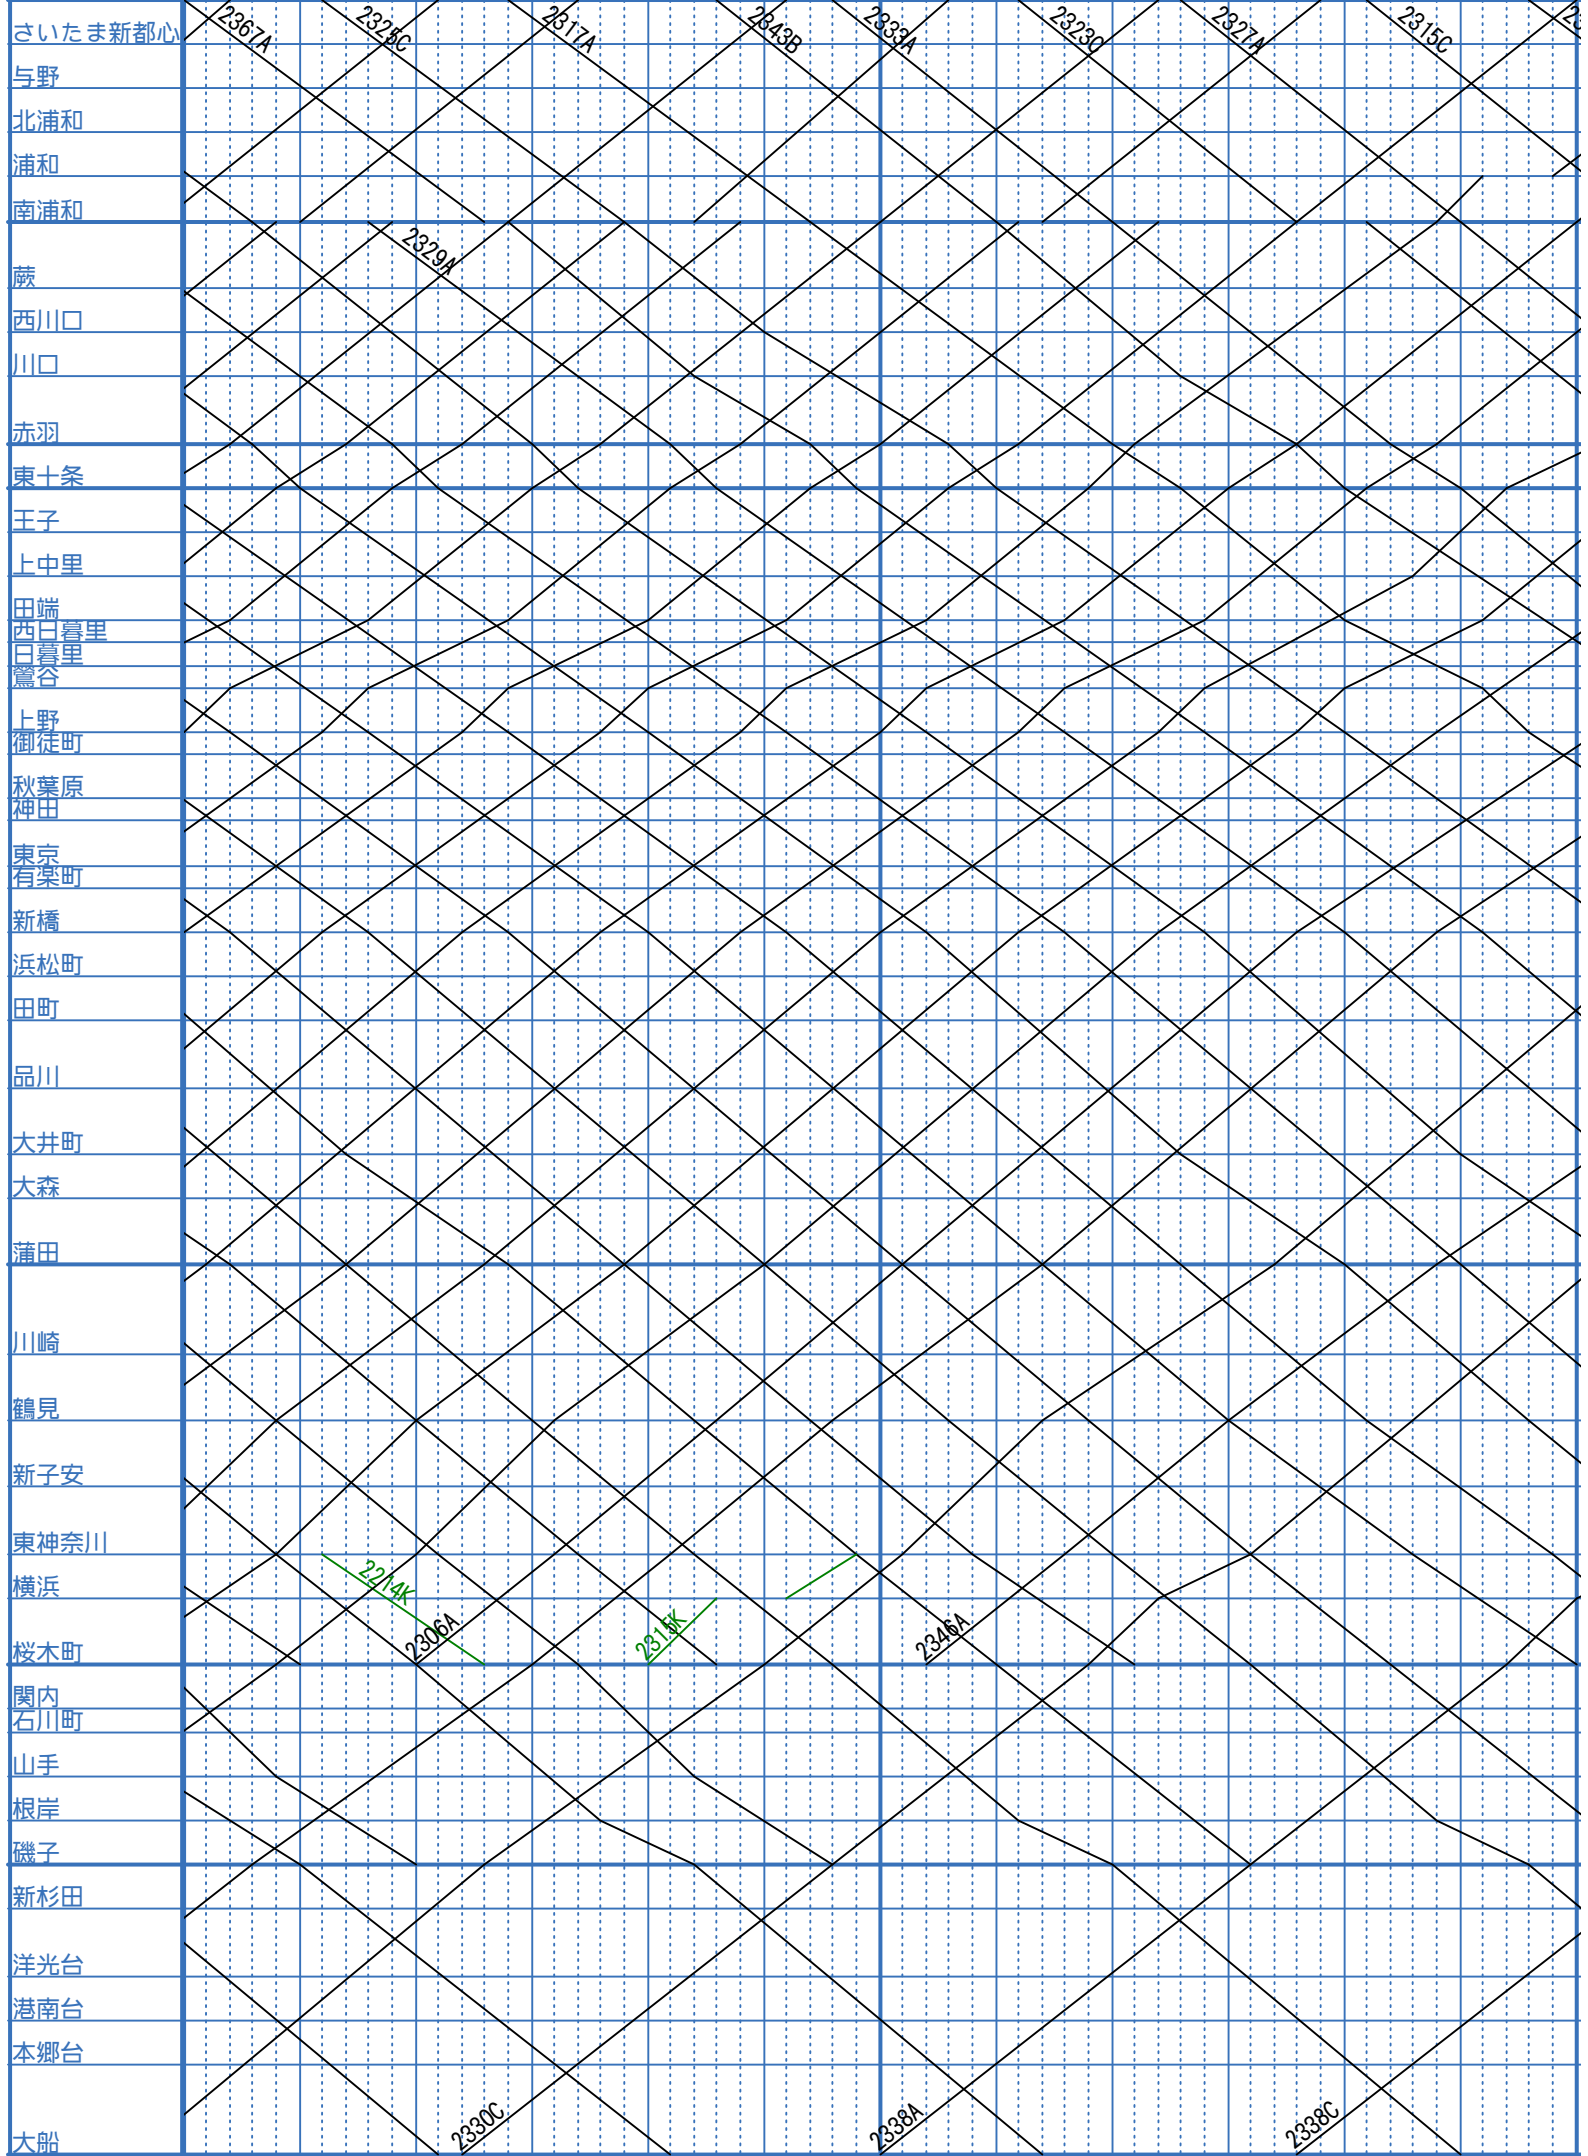 さいたま新都心
与野
北浦和
浦和
南浦和
蕨
西川口
川口
赤羽
東十条
王子
上中里
田端
西日暮里
日暮里
鶯谷
上野
御徒町
秋葉原
神田
東京
有楽町
新橋
浜松町
田町
品川
大井町
大森
蒲田
川崎
鶴見
新子安
東神奈川
横浜
桜木町
関内
石川町
山手
根岸
磯子
新杉田
洋光台
港南台
本郷台
大船
2367A
2325C
2317A
2343B
2333A
2323C
2327A
2315C
2329A
2214K
2306A
2315K
2346A
2330C
2338A
2338C